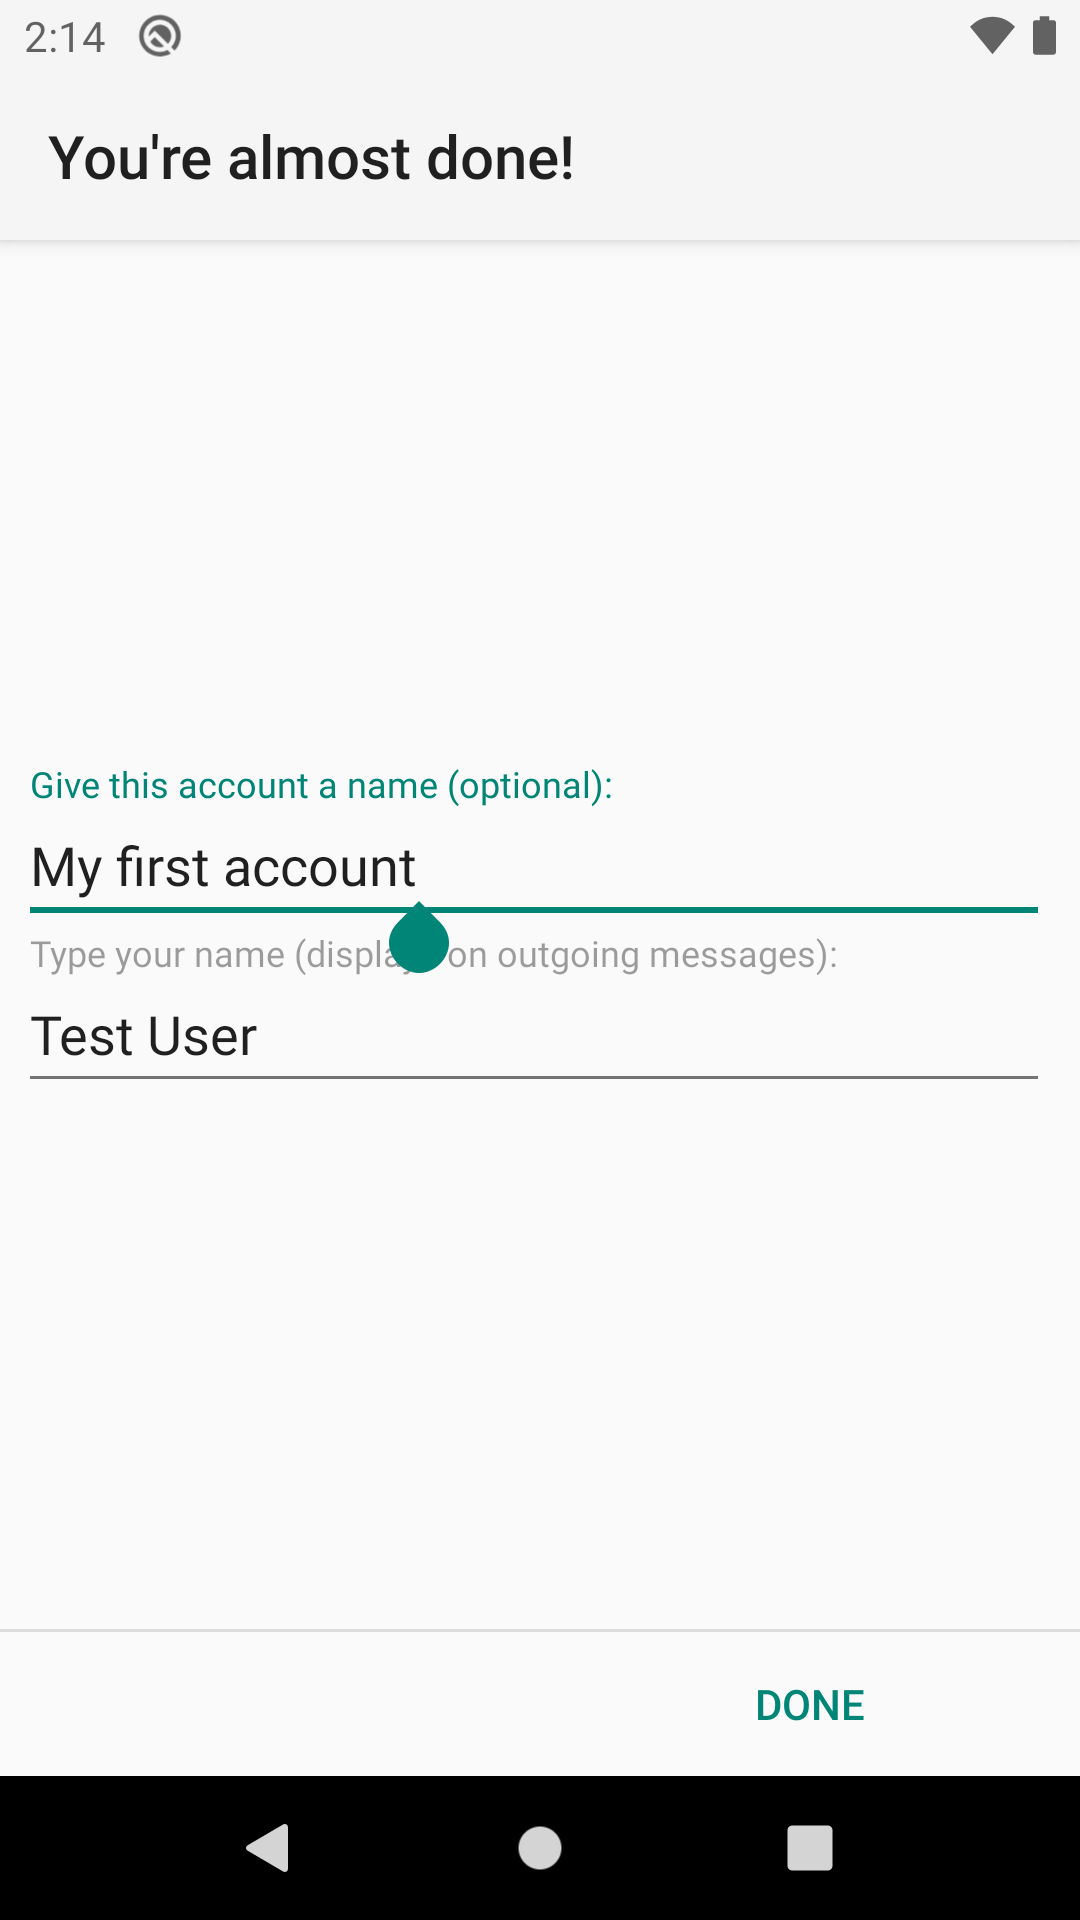 2:14
You're almost done!
Give this account a name (optional):
My first account
Type your name (displa on outgoing messages):
Test User
DONE